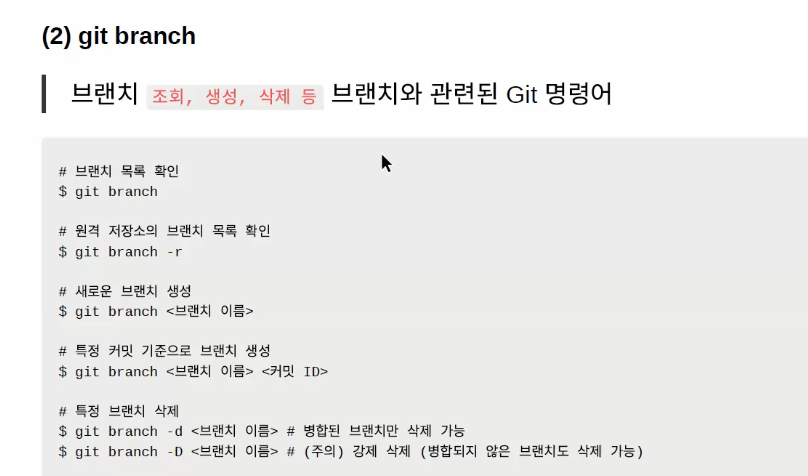 (2) git branch
브랜치 조회, 생성, 삭제 등 브랜치와 관련된 Git 명령어
# 브랜치 목록 확인
$ git branch
# 원격 저장소의 브랜치 목록 확인
$ git branch -r
# 새로운 브랜치 생성
$ git branch <브랜치 이름>
# 특정 커밋 기준으로 브랜치 생성
$ git branch <브랜치 이름> <커밋 ID>
# 특정 브랜치 삭제
$ git branch -d <브랜치 이름> # 병합된 브랜치만 삭제 가능
$ git branch -D <브랜치 이름> # (주의) 강제 삭제 (병합되지 않은 브랜치도 삭제 가능)